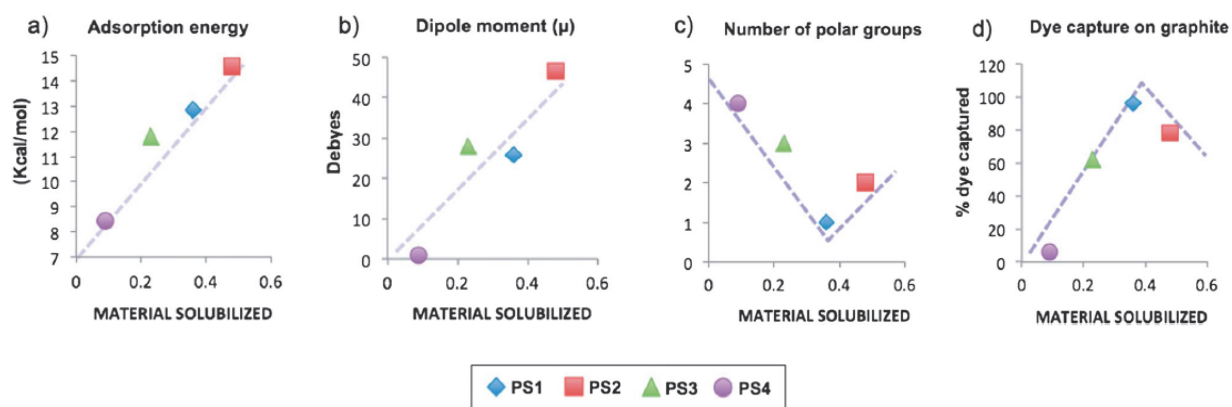 a) Adsorption energy
(Kcal/mol)
15
14
13
12
11
10
9
8
7
0 0.2 0.4 0.6
MATERIAL SOLUBILIZED
b) Dipole moment (μ)
Debyes
50
40
30
20
10
0
0 0.2 0.4 0.6
MATERIAL SOLUBILIZED
c) Number of polar groups
5
4
3
2
1
0
0 0.2 0.4 0.6
MATERIAL SOLUBILIZED
d) Dye capture on graphite
% dye captured
120
100
80
60
40
20
0
0 0.2 0.4 0.6
MATERIAL SOLUBILIZED
PS1 PS2 PS3 PS4